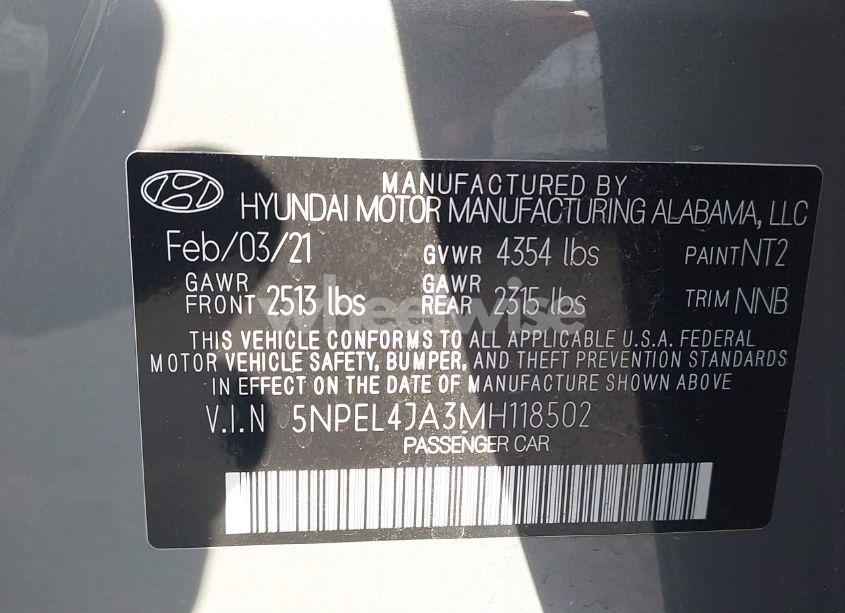 MANUFACTURED BY
HYUNDAI MOTOR MANUFACTURING ALABAMA, LLC
Feb/03/21 GVWR 4354 lbs PAINT NT2
GAWR FRONT 2513 lbs GAWR REAR 2315 lbs TRIM NNB
THIS VEHICLE CONFORMS TO ALL APPLICABLE U.S.A. FEDERAL
MOTOR VEHICLE SAFETY, BUMPER, AND THEFT PREVENTION STANDARDS
IN EFFECT ON THE DATE OF MANUFACTURE SHOWN ABOVE
V.I.N 5NPEL4JA3MH118502
PASSENGER CAR
wheelwise